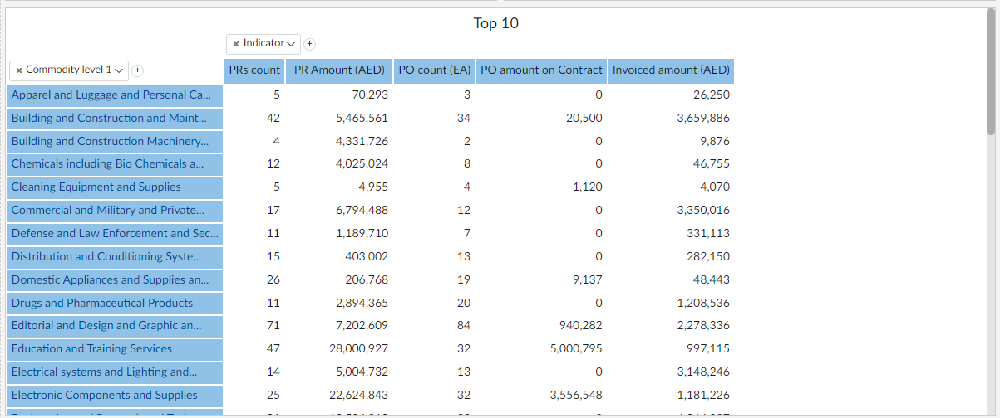 Top 10
× Indicator +
× Commodity level 1 + PRs count PR Amount (AED) PO count (EA) PO amount on Contract Invoiced amount (AED)
Apparel and Luggage and Personal Ca... 5 70,293 3 0 26,250
Building and Construction and Maint... 42 5,465,561 34 20,500 3,659,886
Building and Construction Machinery... 4 4,331,726 2 0 9,876
Chemicals including Bio Chemicals a... 12 4,025,024 8 0 46,755
Cleaning Equipment and Supplies 5 4,955 4 1,120 4,070
Commercial and Military and Private... 17 6,794,488 12 0 3,350,016
Defense and Law Enforcement and Sec... 11 1,189,710 7 0 331,113
Distribution and Conditioning Syste... 15 403,002 13 0 282,150
Domestic Appliances and Supplies an... 26 206,768 19 9,137 48,443
Drugs and Pharmaceutical Products 11 2,894,365 20 0 1,208,536
Editorial and Design and Graphic an... 71 7,202,609 84 940,282 2,278,336
Education and Training Services 47 28,000,927 32 5,000,795 997,115
Electrical systems and Lighting and... 14 5,004,732 13 0 3,148,246
Electronic Components and Supplies 25 22,624,843 32 3,556,548 1,181,226